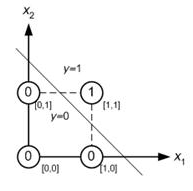 x2
y=1
0 1
[0,1] [1,1]
y=0
0 0
x1
[0,0] [1,0]